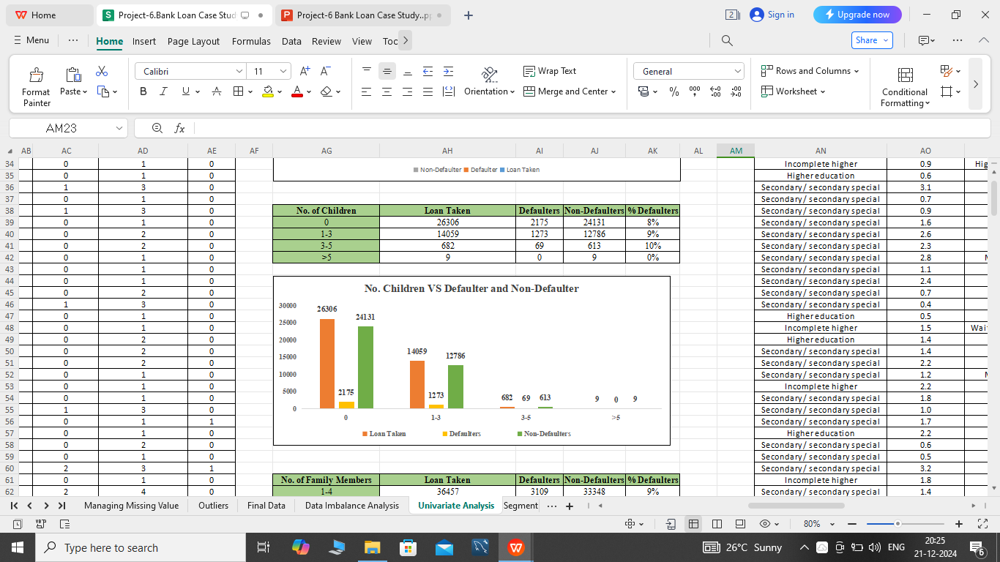 Home
Project-6.Bank Loan Case Stud
Project-6 Bank Loan Case Study..pp
Sign in
Upgrade now
Menu
Home Insert Page Layout Formulas Data Review View Toc
Share
Format Painter
Paste
Calibri 11
B I U A
Wrap Text
Orientation
Merge and Center
General
Rows and Columns
Worksheet
Conditional Formatting
AM23
fx
AB AC AD AE AF AG AH AI AJ AK AL AM AN AO
34 0 1 0 Incomplete higher 0.9 Hig
Non-Defaulter Defaulter Loan Taken
35 0 1 0 Higher education 0.6
36 1 3 0 Secondary / secondary special 3.1
37 0 1 0 Secondary / secondary special 0.7
38 1 3 0 No. of Children Loan Taken Defaulters Non-Defaulters % Defaulters Secondary / secondary special 0.9
39 0 1 0 0 26306 2175 24131 8% Secondary / secondary special 1.6
40 0 2 0 1-3 14059 1273 12786 9% Secondary / secondary special 2.6
41 0 2 0 3-5 682 69 613 10% Secondary / secondary special 2.3
42 0 1 0 >5 9 0 9 0% Secondary / secondary special 2.8
43 0 1 0 Secondary / secondary special 1.1
44 0 1 0 Secondary / secondary special 2.4
45 0 2 0 Secondary / secondary special 0.7
46 1 3 0 Secondary / secondary special 0.4
47 0 1 0 Higher education 0.5
48 0 1 0 Incomplete higher 1.5 Wai
49 0 2 0 Higher education 1.4
50 0 2 0 Secondary / secondary special 1.4
51 0 2 0 Secondary / secondary special 2.2
52 0 1 0 Secondary / secondary special 1.2
53 0 1 0 Incomplete higher 2.2
54 0 1 0 Secondary / secondary special 1.8
55 1 3 0 Secondary / secondary special 1.0
56 0 1 1 Secondary / secondary special 1.7
57 0 1 0 Higher education 2.2
58 0 2 0 Secondary / secondary special 0.6
59 0 1 0 Secondary / secondary special 0.5
60 2 3 1 Secondary / secondary special 3.2
61 0 1 0 No. of Family Members Loan Taken Defaulters Non-Defaulters % Defaulters Incomplete higher 1.8
62 2 4 0 1-4 36457 3109 33348 9% Secondary / secondary special 1.4
No. Children VS Defaulter and Non-Defaulter
30000
25000
20000
15000
10000
5000
0
26306 2175 24131
14059 1273 12786
682 69 613
9 0 9
0 1-3 3-5 >5
Loan Taken Defaulters Non-Defaulters
Managing Missing Value Outliers Final Data Data Imbalance Analysis Univariate Analysis Segment
80%
Type here to search
26°C Sunny
ENG
20:25
21-12-2024
6